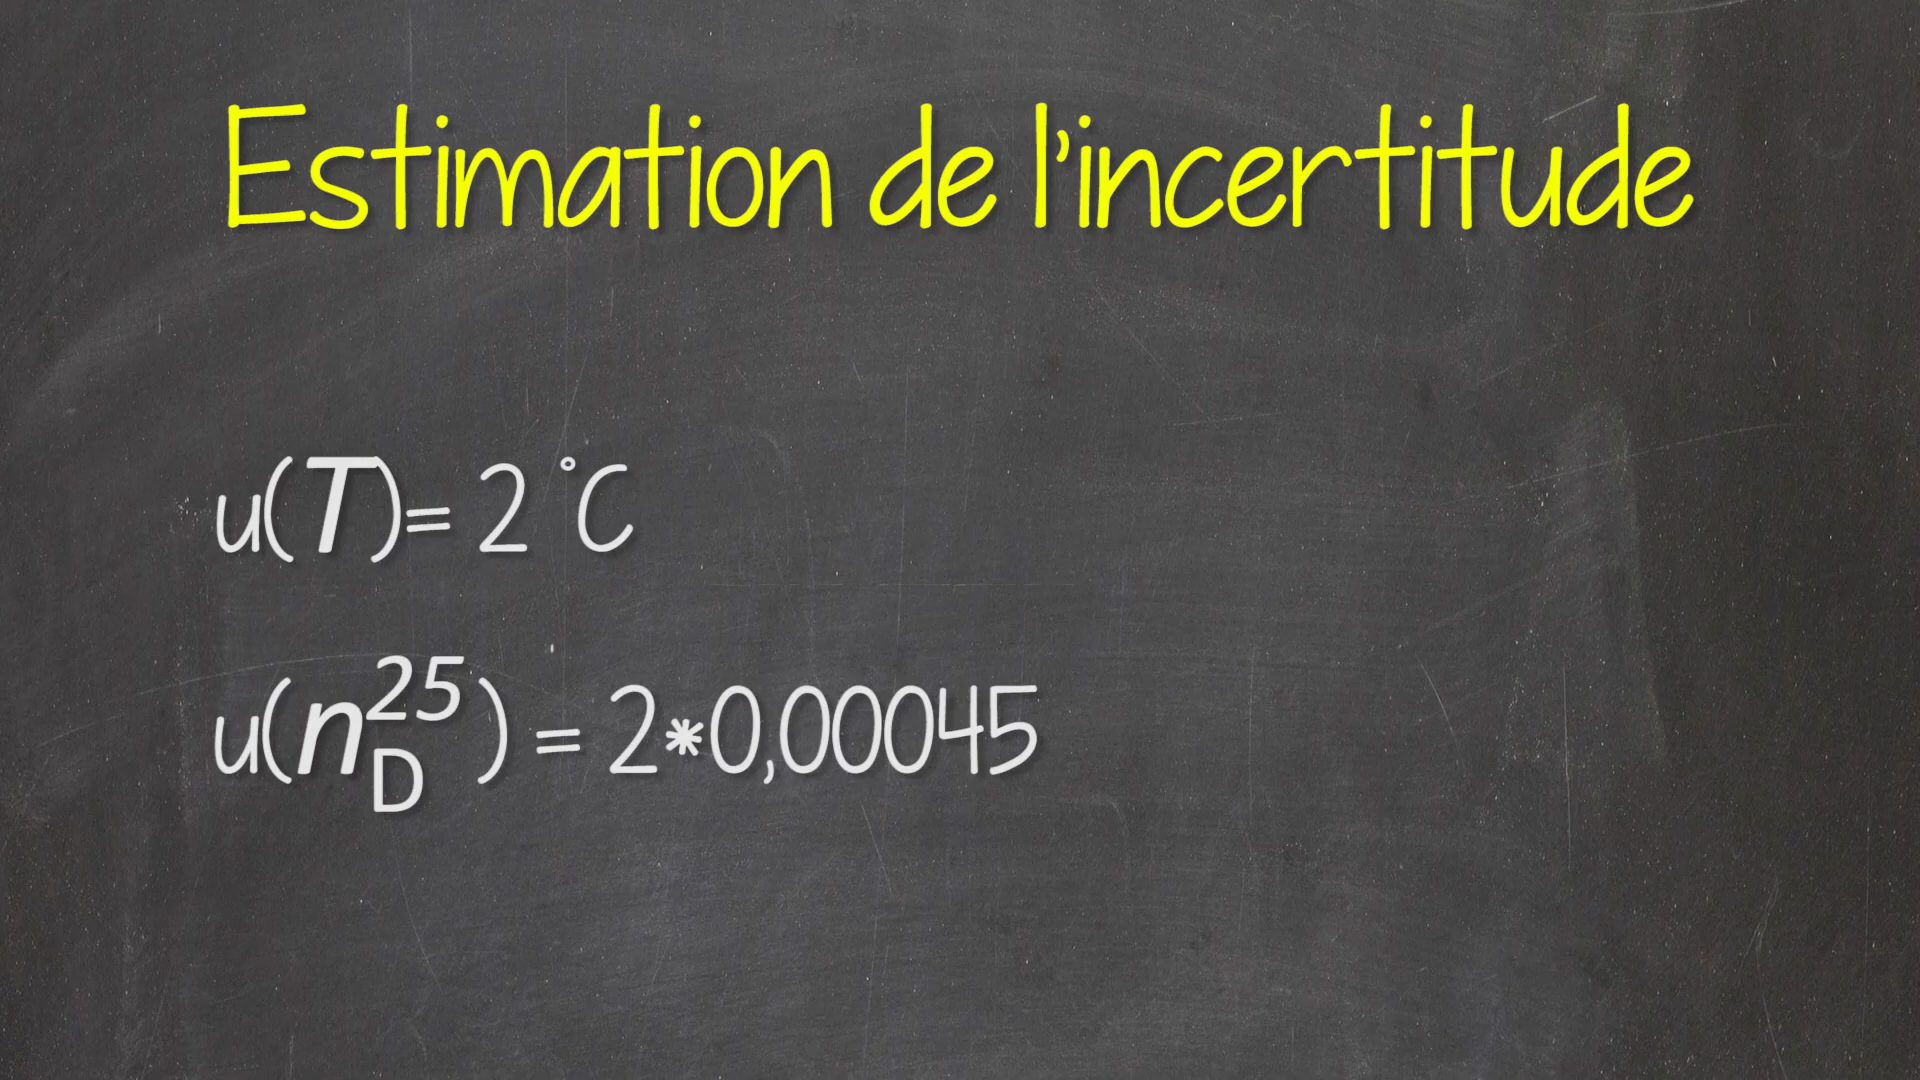 Estimation de l'incertitude
u(T)= 2 °C
u(n_D^25) = 2*0,00045